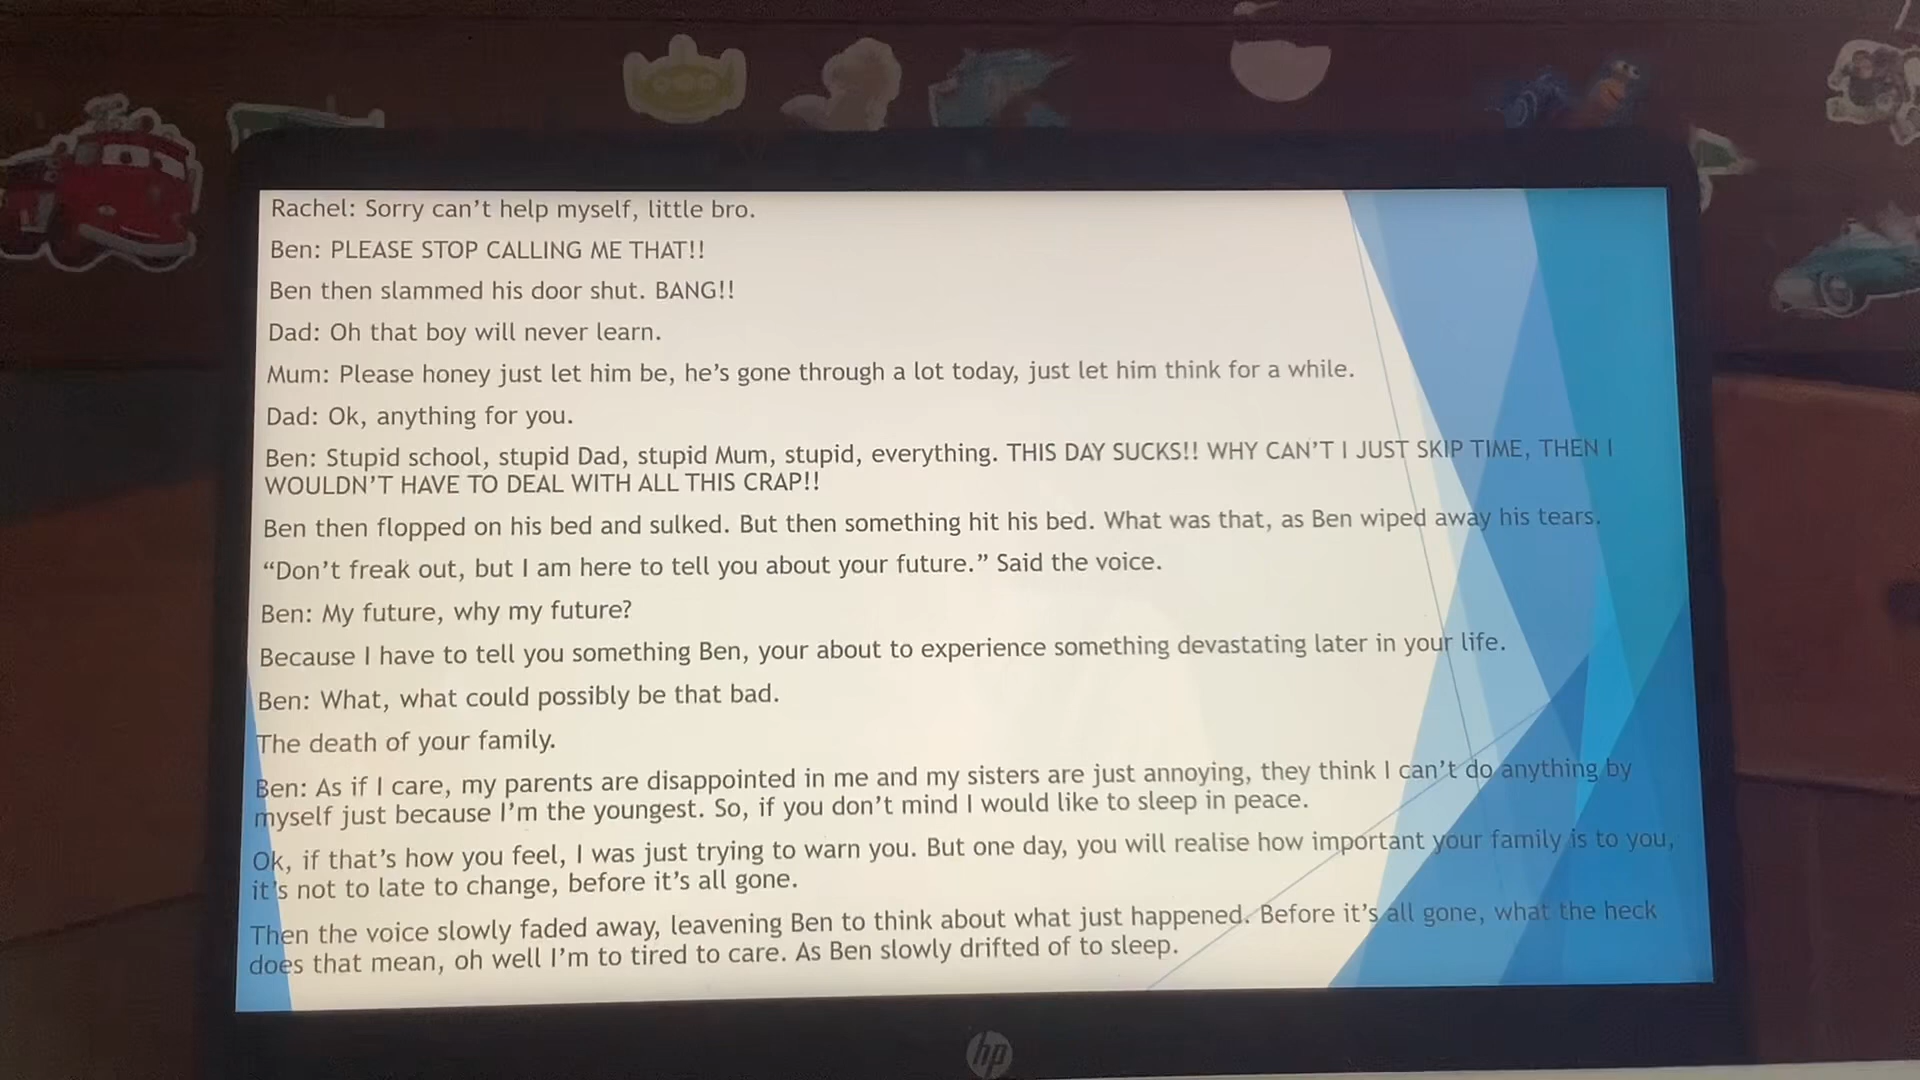 Rachel: Sorry can't help myself, little bro.
Ben: PLEASE STOP CALLING ME THAT!!
Ben then slammed his door shut. BANG!!
Dad: Oh that boy will never learn.
Mum: Please honey just let him be, he's gone through a lot today, just let him think for a while.
Dad: Ok, anything for you.
Ben: Stupid school, stupid Dad, stupid Mum, stupid, everything. THIS DAY SUCKS!! WHY CAN'T I JUST SKIP TIME, THEN I
WOULDN'T HAVE TO DEAL WITH ALL THIS CRAP!!
Ben then flopped on his bed and sulked. But then something hit his bed. What was that, as Ben wiped away his tears.
“Don't freak out, but I am here to tell you about your future.” Said the voice.
Ben: My future, why my future?
Because I have to tell you something Ben, your about to experience something devastating later in your life.
Ben: What, what could possibly be that bad.
The death of your family.
Ben: As if I care, my parents are disappointed in me and my sisters are just annoying, they think I can't do anything by
myself just because I'm the youngest. So, if you don't mind I would like to sleep in peace.
Ok, if that's how you feel, I was just trying to warn you. But one day, you will realise how important your family is to you,
it's not to late to change, before it's all gone.
Then the voice slowly faded away, leavening Ben to think about what just happened. Before it's all gone, what the heck
does that mean, oh well I'm to tired to care. As Ben slowly drifted of to sleep.
hp